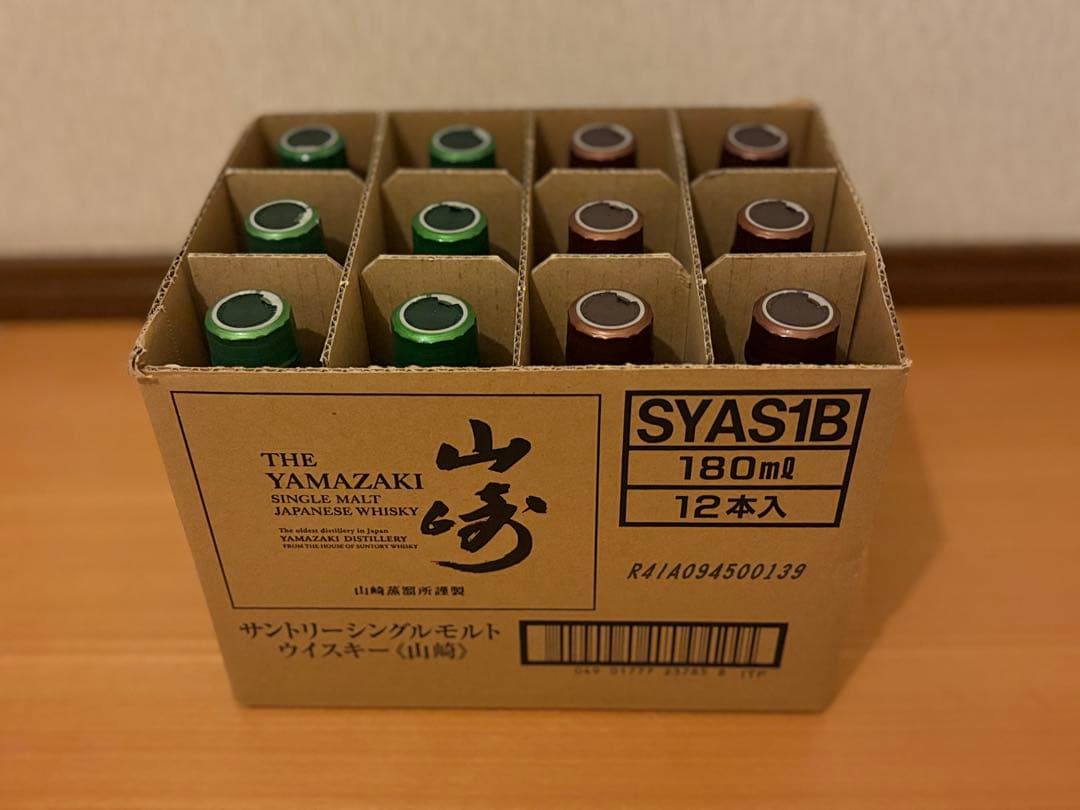 THE
YAMAZAKI
SINGLE MALT
JAPANESE WHISKY
The oldest distillery in Japan
YAMAZAKI DISTILLERY
FROM THE HOUSE OF SUNTORY WHISKY
山崎
山崎蒸溜所謹製
SYAS1B
180mℓ
12本入
R4IA094500139
サントリーシングルモルト
ウイスキー《山崎》